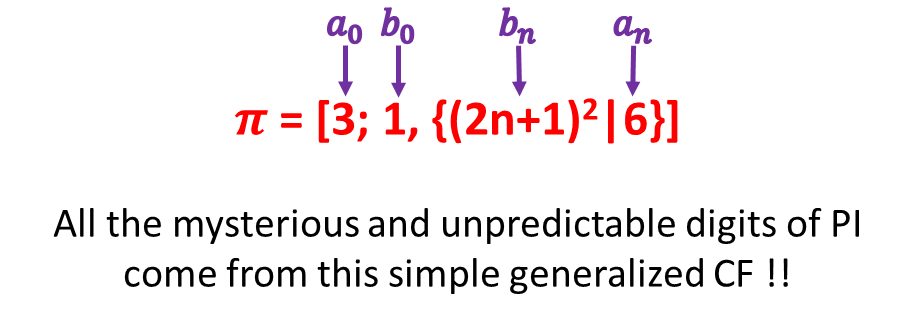 a₀ b₀ bₙ aₙ
π = [3; 1, {(2n+1)²|6}]
All the mysterious and unpredictable digits of PI
come from this simple generalized CF !!